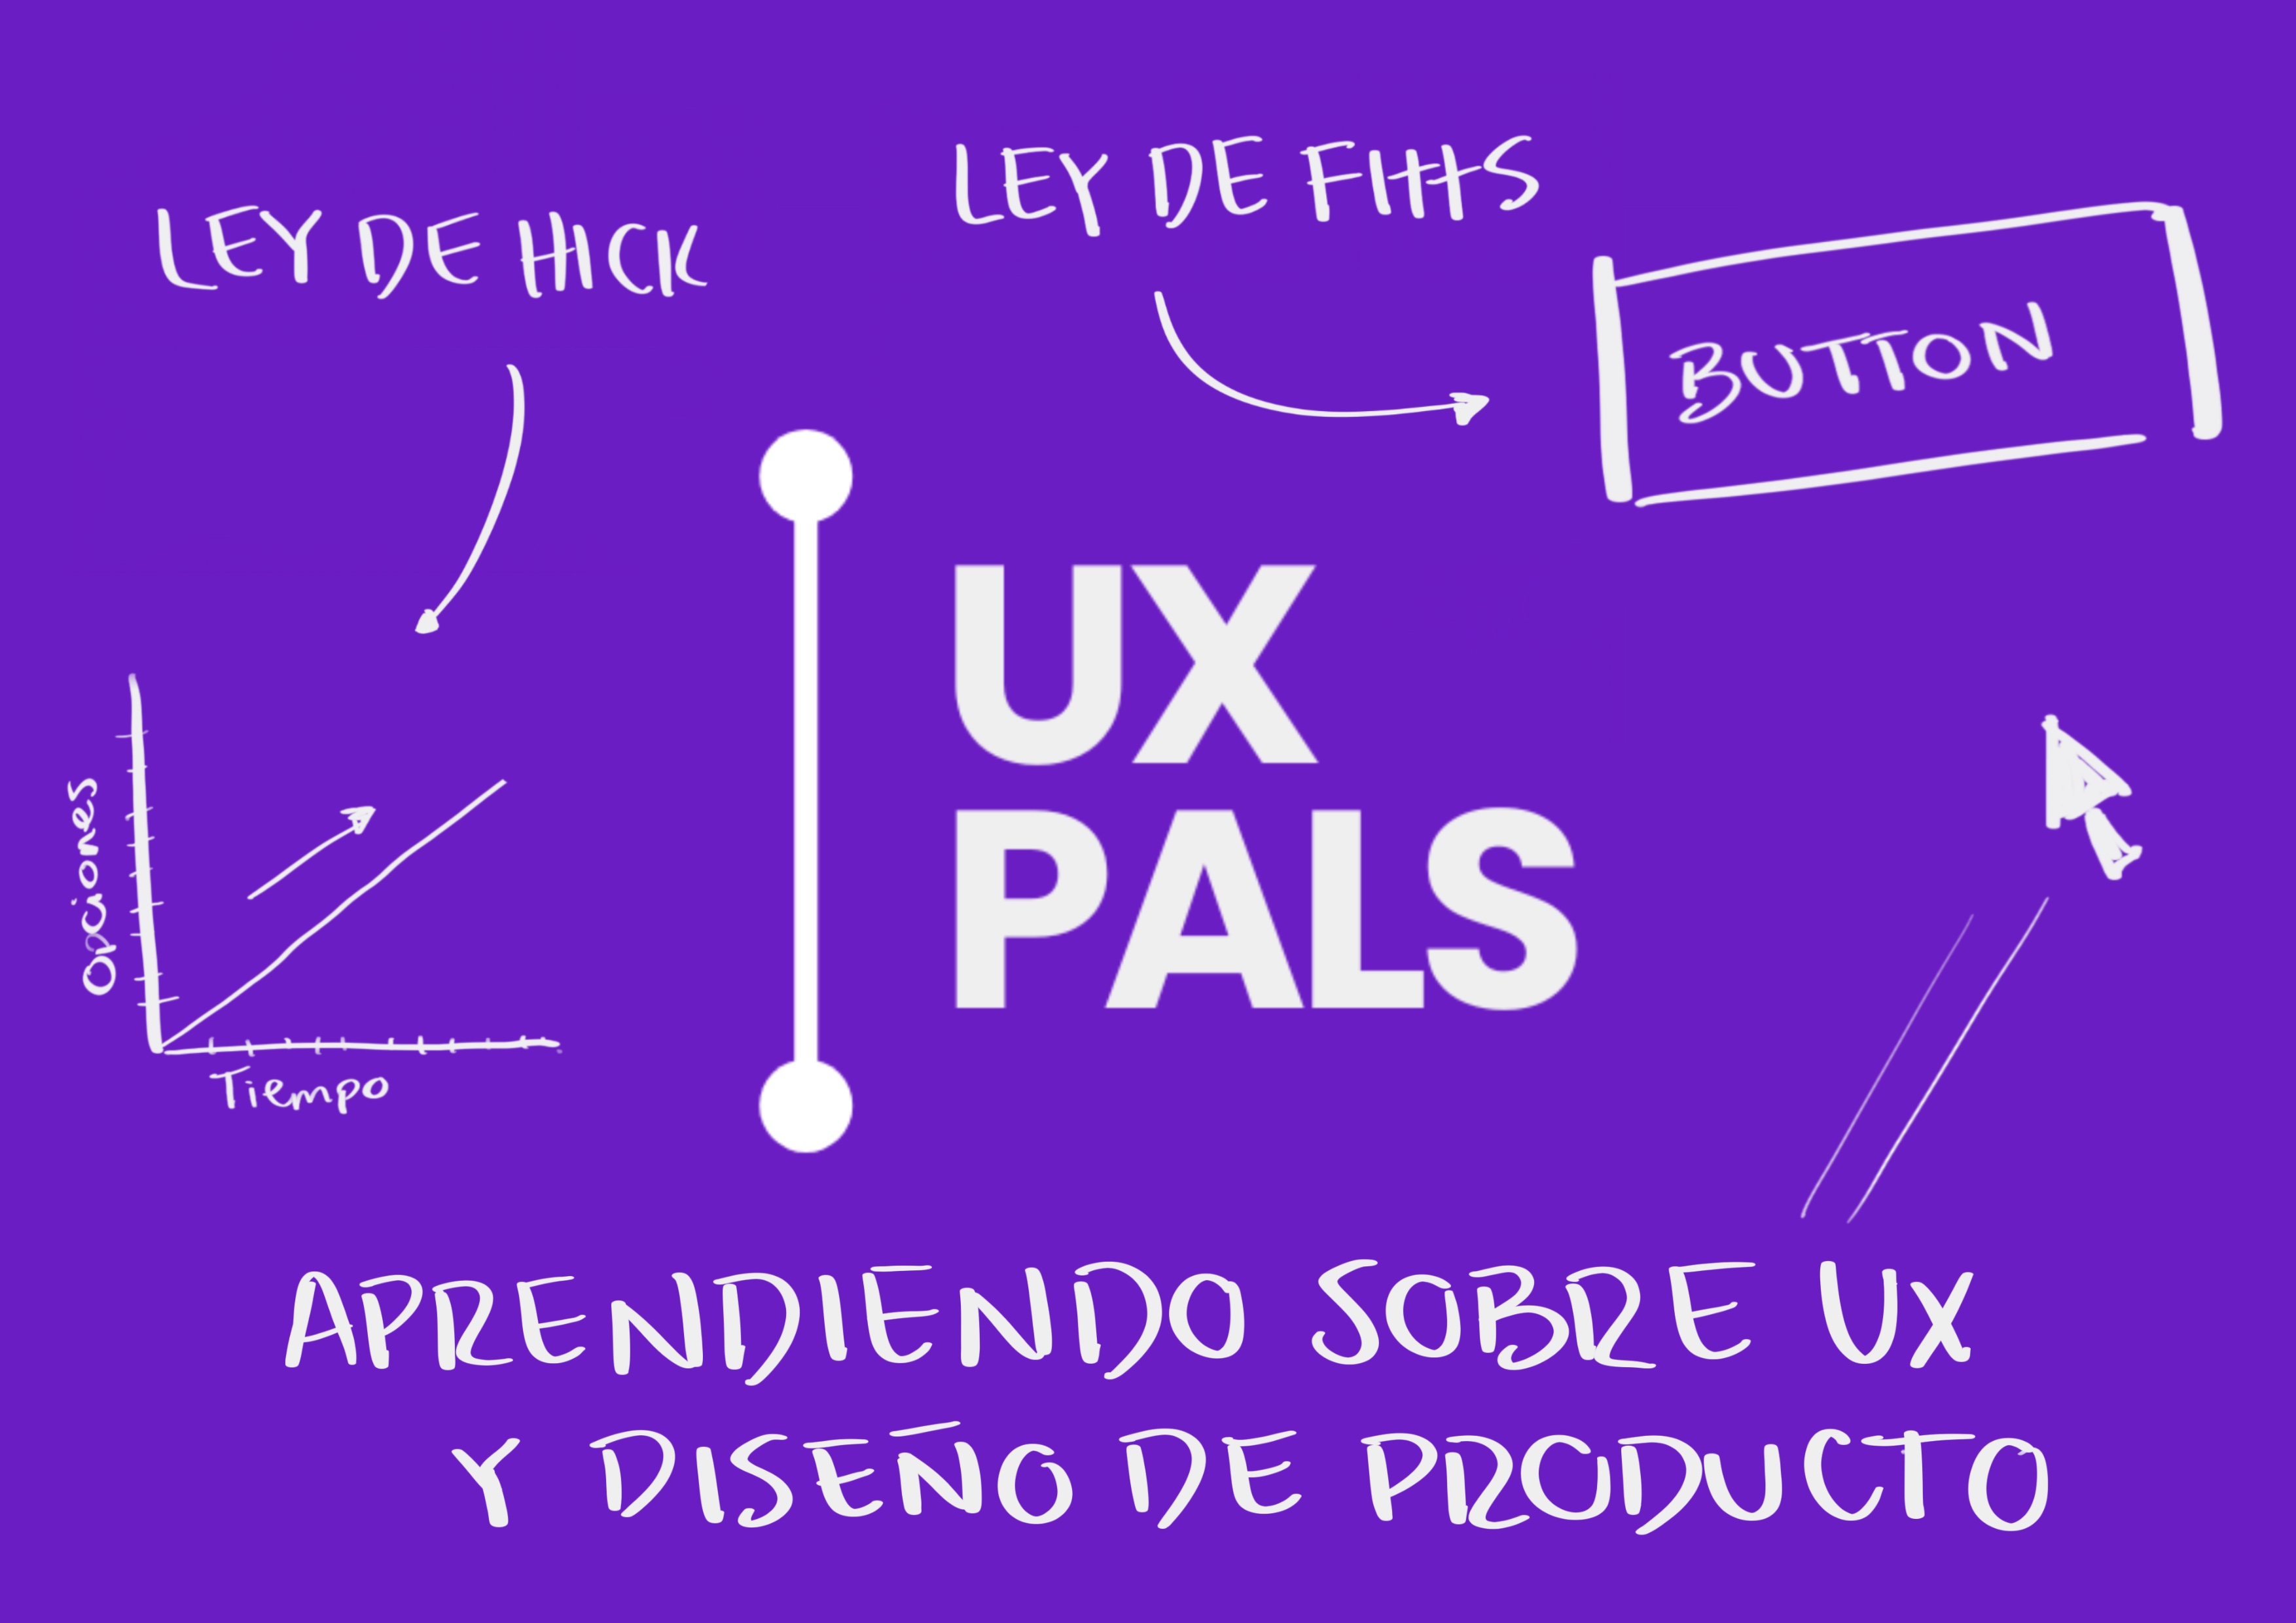 LEY DE HICK
LEY DE FITTS
BUTTON
UX
PALS
Opciones
Tiempo
APRENDIENDO SOBRE UX
Y DISEÑO DE PRODUCTO